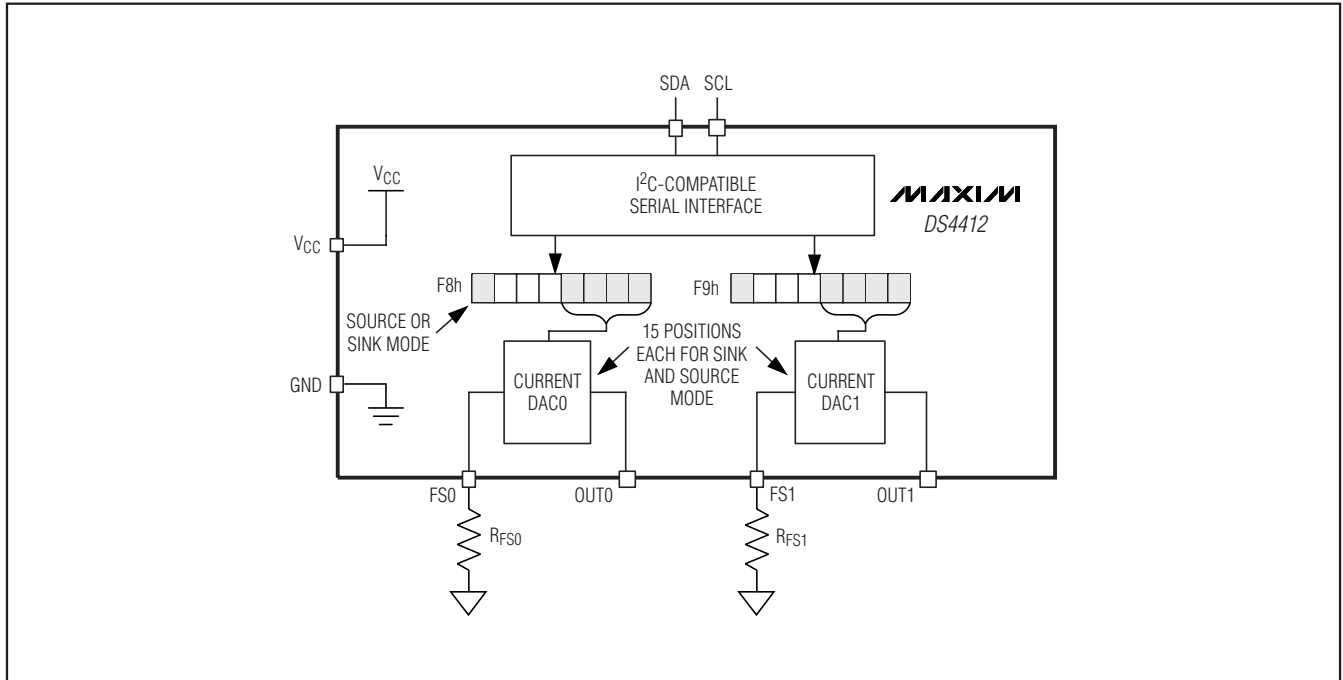 SDA SCL
VCC
I2C-COMPATIBLE
SERIAL INTERFACE
MAXIM
DS4412
VCC
F8h
F9h
SOURCE OR
SINK MODE
15 POSITIONS
EACH FOR SINK
AND SOURCE
MODE
GND
CURRENT
DAC0
CURRENT
DAC1
FS0
OUT0
FS1
OUT1
RFS0
RFS1